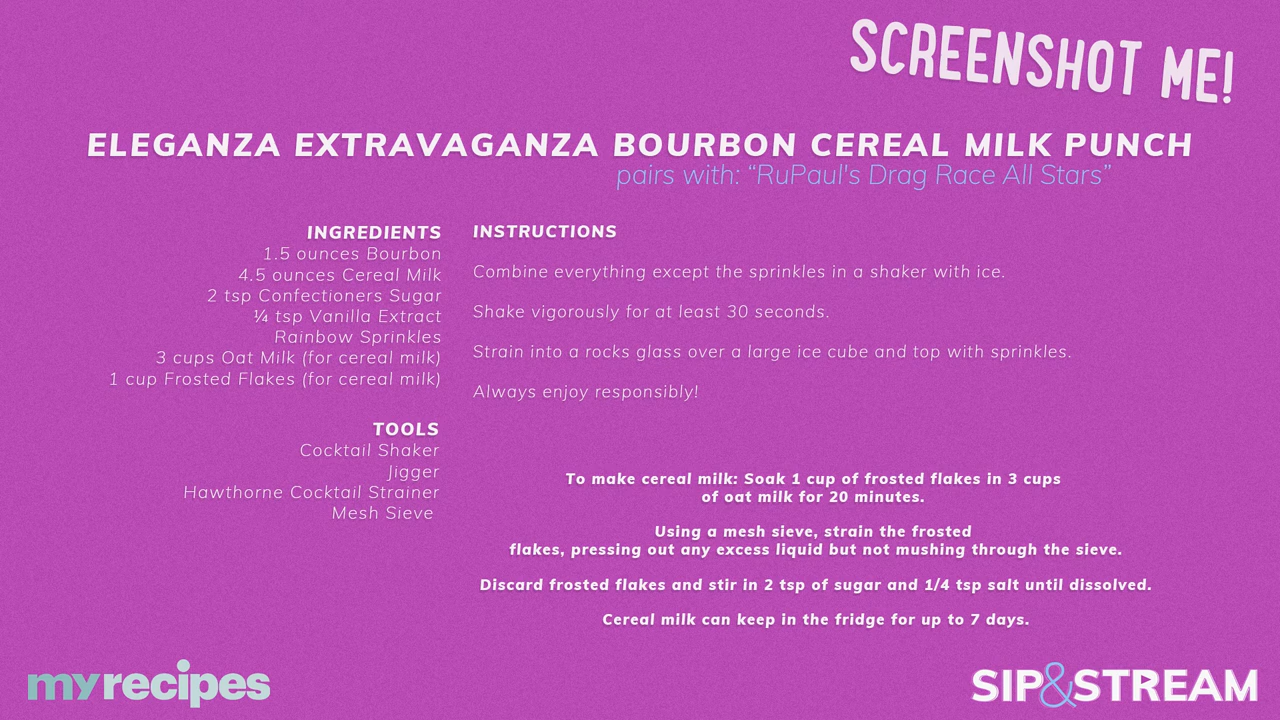 SCREENSHOT ME!
ELEGANZA EXTRAVAGANZA BOURBON CEREAL MILK PUNCH
pairs with: “RuPaul's Drag Race All Stars”
INGREDIENTS
1.5 ounces Bourbon
4.5 ounces Cereal Milk
2 tsp Confectioners Sugar
¼ tsp Vanilla Extract
Rainbow Sprinkles
3 cups Oat Milk (for cereal milk)
1 cup Frosted Flakes (for cereal milk)
TOOLS
Cocktail Shaker
Jigger
Hawthorne Cocktail Strainer
Mesh Sieve
INSTRUCTIONS
Combine everything except the sprinkles in a shaker with ice.
Shake vigorously for at least 30 seconds.
Strain into a rocks glass over a large ice cube and top with sprinkles.
Always enjoy responsibly!
To make cereal milk: Soak 1 cup of frosted flakes in 3 cups
of oat milk for 20 minutes.
Using a mesh sieve, strain the frosted
flakes, pressing out any excess liquid but not mushing through the sieve.
Discard frosted flakes and stir in 2 tsp of sugar and 1/4 tsp salt until dissolved.
Cereal milk can keep in the fridge for up to 7 days.
myrecipes
SIP&STREAM